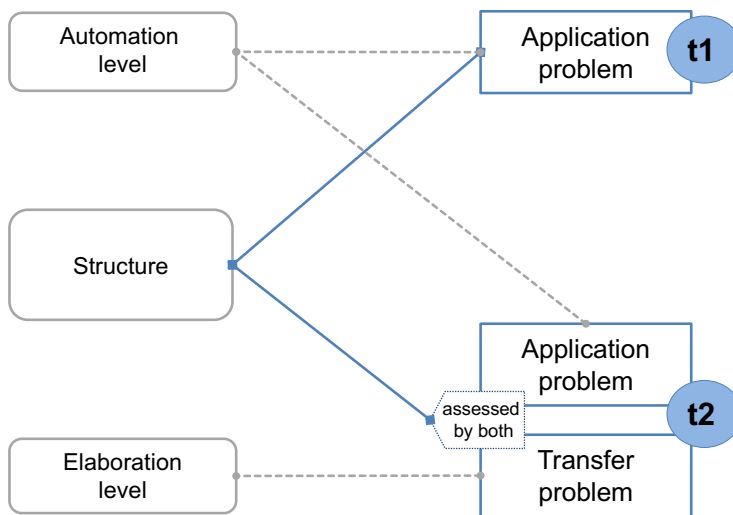 Automation
level
Application
problem
t1
Structure
Application
problem
assessed
by both
t2
Elaboration
level
Transfer
problem